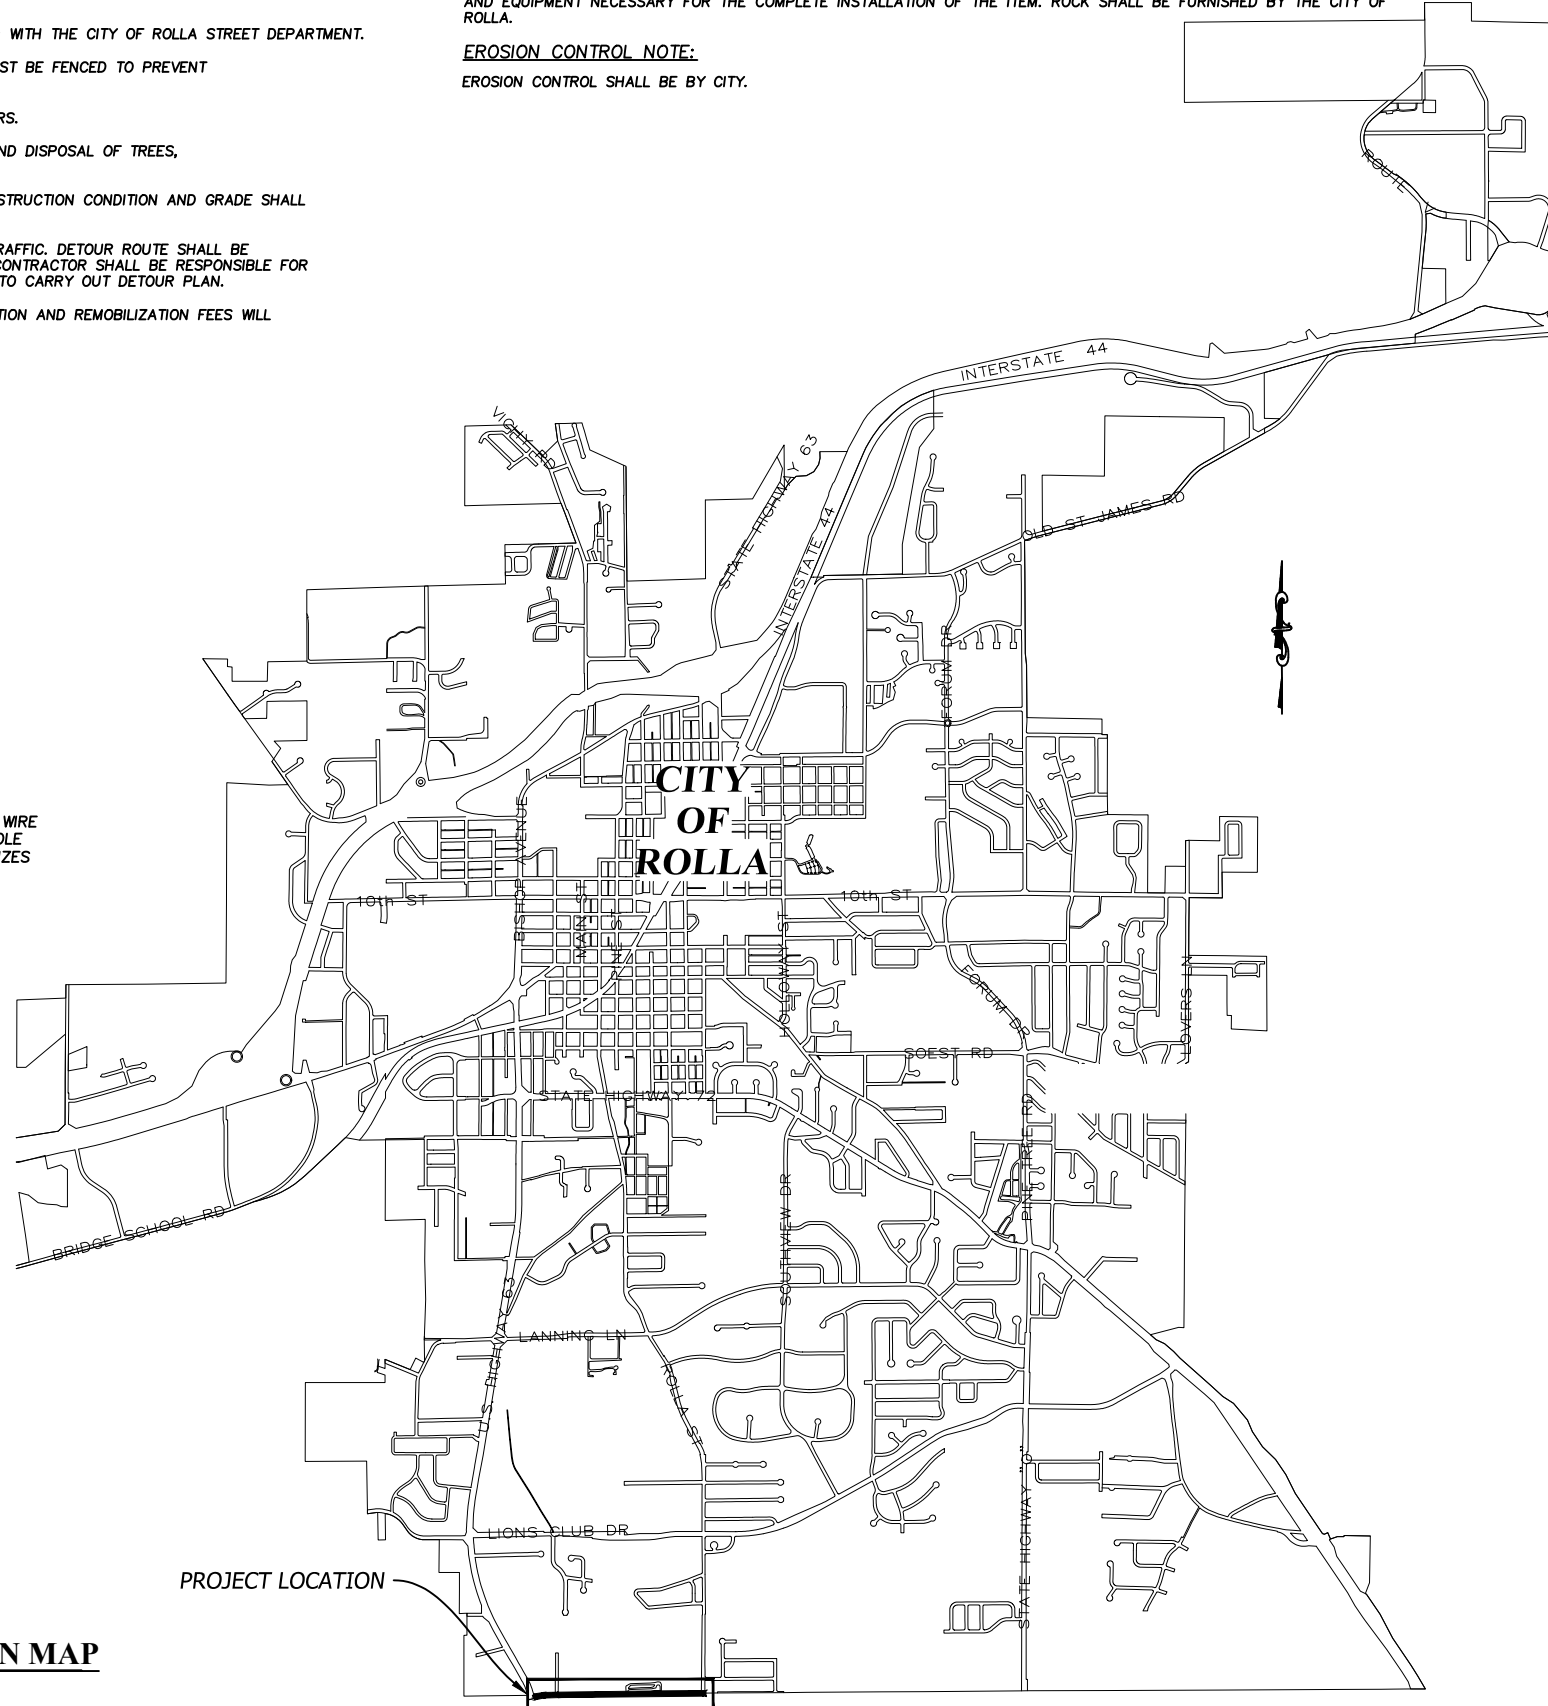 WITH THE CITY OF ROLLA STREET DEPARTMENT.
ST BE FENCED TO PREVENT
RS.
ND DISPOSAL OF TREES,
STRUCTION CONDITION AND GRADE SHALL
RAFFIC. DETOUR ROUTE SHALL BE
CONTRACTOR SHALL BE RESPONSIBLE FOR
TO CARRY OUT DETOUR PLAN.
TION AND REMOBILIZATION FEES WILL
AND EQUIPMENT NECESSARY FOR THE COMPLETE INSTALLATION OF THE ITEM. ROCK SHALL BE FURNISHED BY THE CITY OF
ROLLA.
EROSION CONTROL NOTE:
EROSION CONTROL SHALL BE BY CITY.
ROUTE
INTERSTATE 44
VICHY RD
STATE HIGHWAY 63
INTERSTATE 44
OLD ST JAMES RD
FORUM DR
CITY
OF
ROLLA
WIRE
OLE
IZES
BISHOP AVENUE
10th ST
10th ST
MAIN ST
PINE ST
HOLLOWAY ST
FORUM DR
LOVERS LN
SOEST RD
STATE HIGHWAY 72
PINE TREE RD
BRIDGE SCHOOL RD
SOUTHVIEW DR
US HIGHWAY 63
LANNING LN
ROLLA ST
STATE HIGHWAY "O"
LIONS CLUB DR
PROJECT LOCATION
N MAP